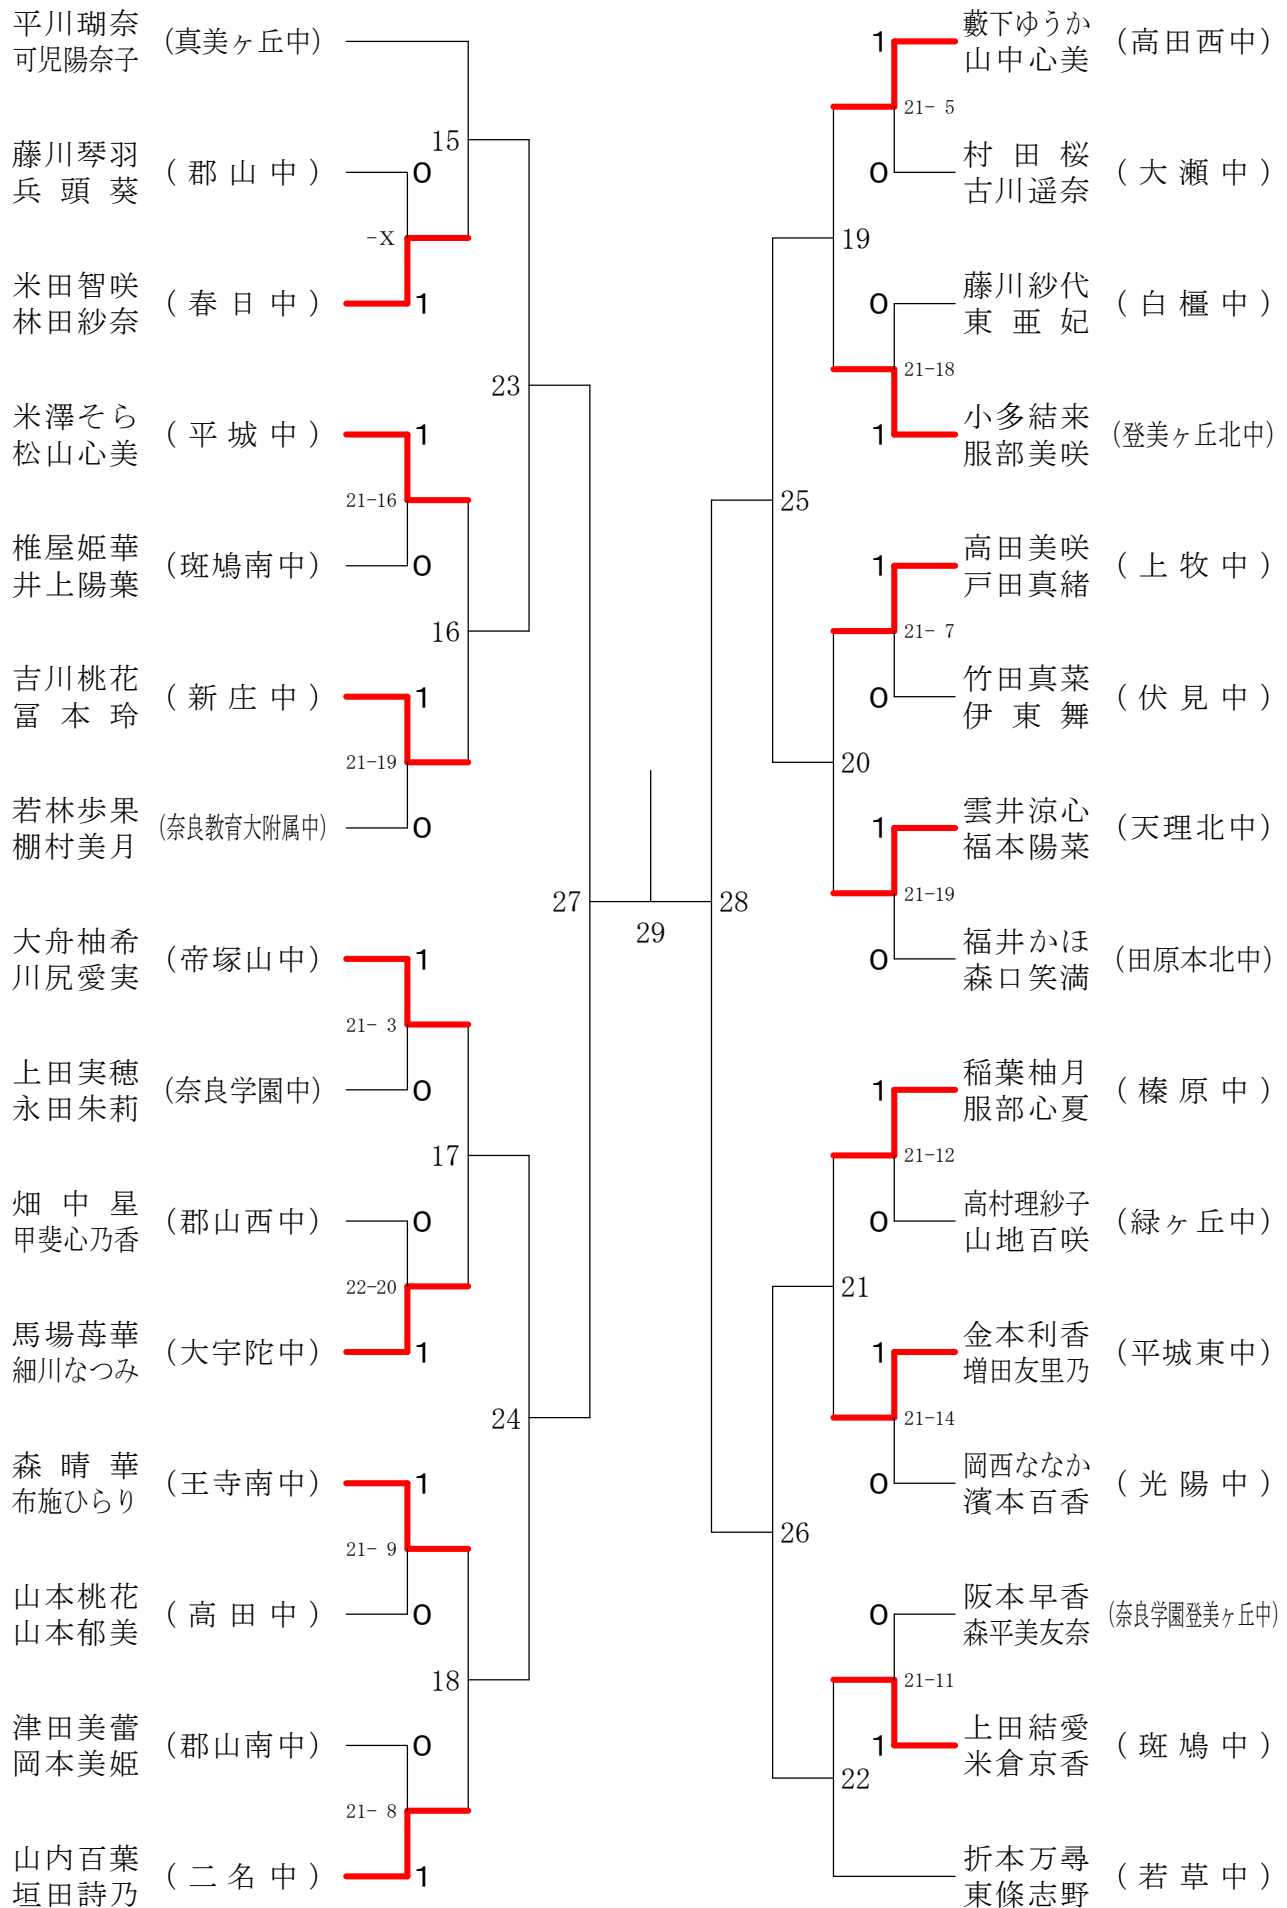 平川瑚奈
可児陽奈子
(真美ヶ丘中)
15
藤川琴羽
兵頭葵
(郡山中)
0
-X
米田智咲
林田紗奈
(春日中)
1
23
米澤そら
松山心美
(平城中)
1
21-16
椎屋姫華
井上陽葉
(斑鳩南中)
0
16
吉川桃花
冨本玲
(新庄中)
1
21-19
若林歩果
棚村美月
(奈良教育大附属中)
0
27
大舟柚希
川尻愛実
(帝塚山中)
1
21- 3
上田実穂
永田朱莉
(奈良学園中)
0
17
畑中星
甲斐心乃香
(郡山西中)
0
22-20
馬場苺華
細川なつみ
(大宇陀中)
1
24
森晴華
布施ひらり
(王寺南中)
1
21- 9
山本桃花
山本郁美
(高田中)
0
18
津田美蕾
岡本美姫
(郡山南中)
0
21- 8
山内百葉
垣田詩乃
(二名中)
1
29
藪下ゆうか
山中心美
(高田西中)
1
21- 5
村田桜
古川遥奈
(大瀬中)
0
19
藤川紗代
東亜妃
(白橿中)
0
21-18
小多結来
服部美咲
(登美ヶ丘北中)
1
25
高田美咲
戸田真緒
(上牧中)
1
21- 7
竹田真菜
伊東舞
(伏見中)
0
20
雲井涼心
福本陽菜
(天理北中)
1
21-19
福井かほ
森口笑満
(田原本北中)
0
28
稲葉柚月
服部心夏
(榛原中)
1
21-12
高村理紗子
山地百咲
(緑ヶ丘中)
0
21
金本利香
増田友里乃
(平城東中)
1
21-14
岡西ななか
濱本百香
(光陽中)
0
26
阪本早香
森平美友奈
(奈良学園登美ヶ丘中)
0
21-11
上田結愛
米倉京香
(斑鳩中)
1
22
折本万尋
東條志野
(若草中)